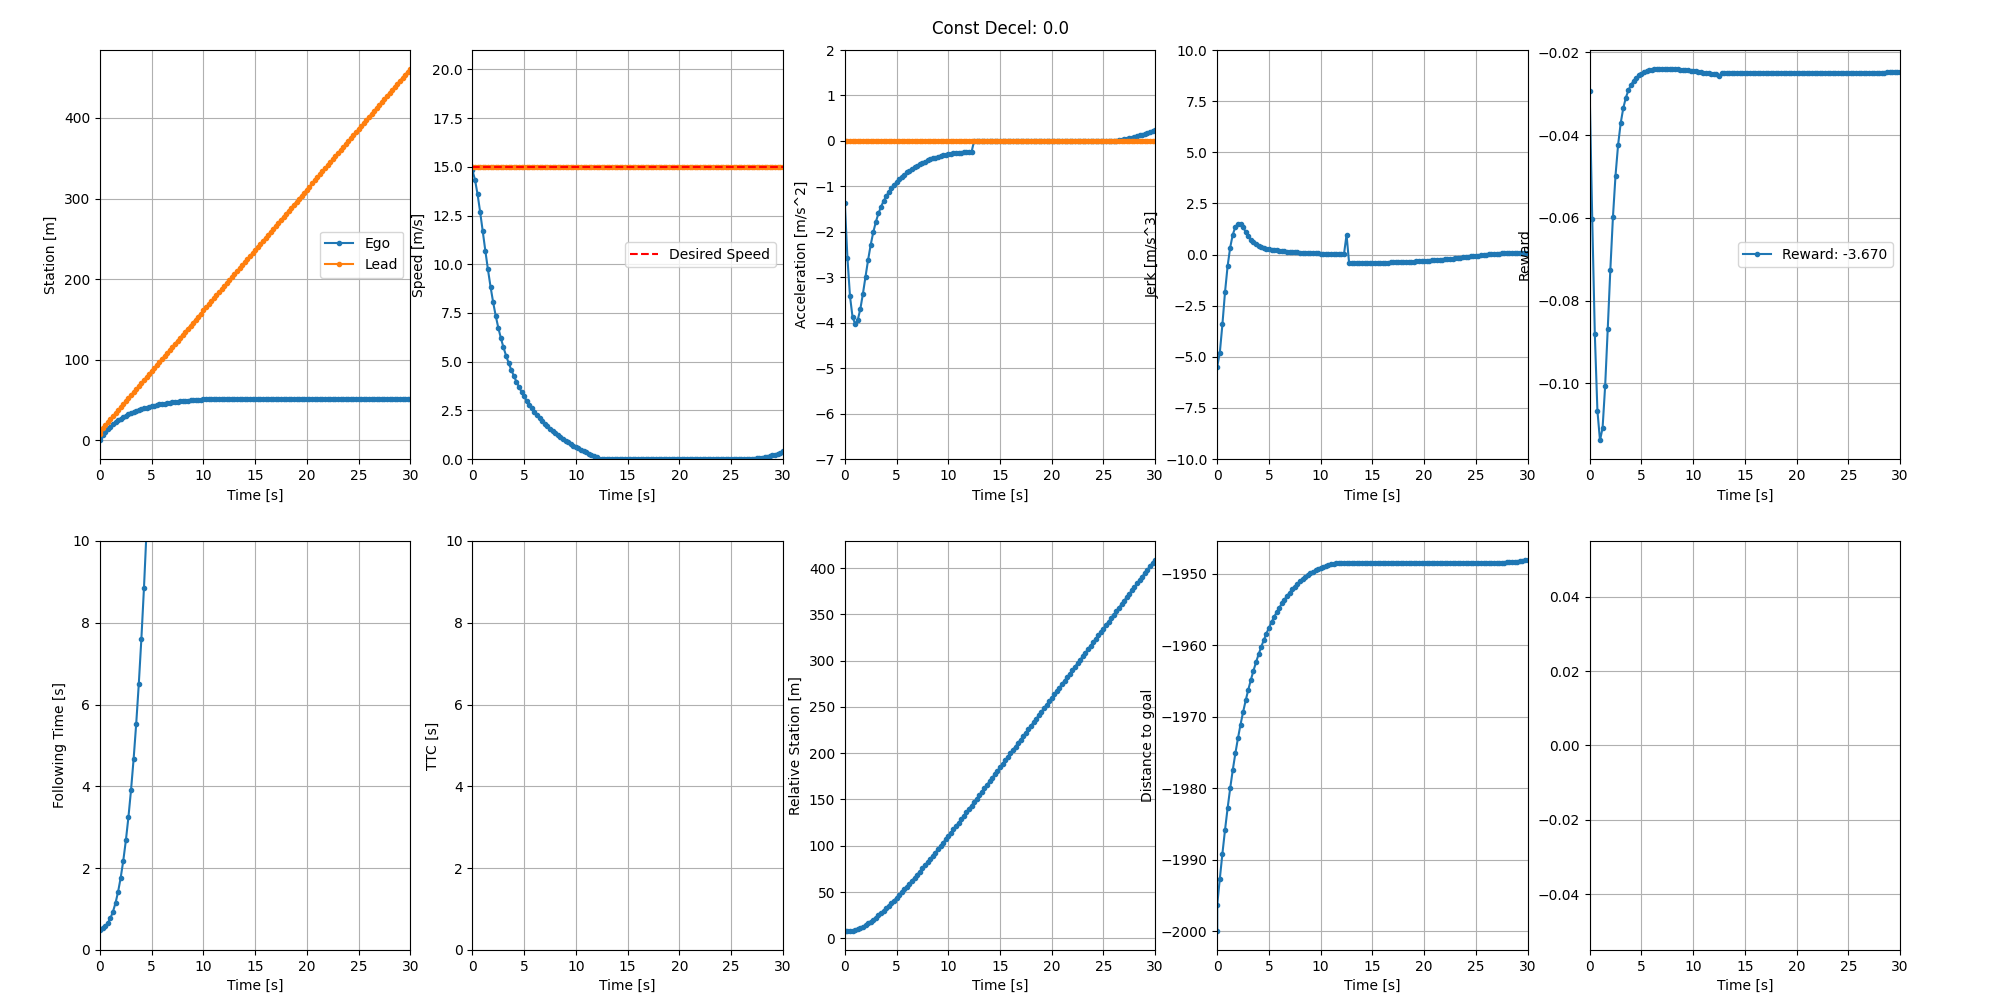 Const Decel: 0.0
Station [m]
400
300
200
100
0
Ego
Lead
0 5 10 15 20 25 30
Time [s]
Speed [m/s]
20.0
17.5
15.0
12.5
10.0
7.5
5.0
2.5
0.0
Desired Speed
0 5 10 15 20 25 30
Time [s]
Acceleration [m/s^2]
2
1
0
−1
−2
−3
−4
−5
−6
−7
0 5 10 15 20 25 30
Time [s]
Jerk [m/s^3]
10.0
7.5
5.0
2.5
0.0
−2.5
−5.0
−7.5
−10.0
0 5 10 15 20 25 30
Time [s]
Reward
−0.02
−0.04
−0.06
−0.08
−0.10
Reward: -3.670
0 5 10 15 20 25 30
Time [s]
Following Time [s]
10
8
6
4
2
0
0 5 10 15 20 25 30
Time [s]
TTC [s]
10
8
6
4
2
0
0 5 10 15 20 25 30
Time [s]
Relative Station [m]
400
350
300
250
200
150
100
50
0
0 5 10 15 20 25 30
Time [s]
Distance to goal
−1950
−1960
−1970
−1980
−1990
−2000
0 5 10 15 20 25 30
Time [s]
0.04
0.02
0.00
−0.02
−0.04
0 5 10 15 20 25 30
Time [s]